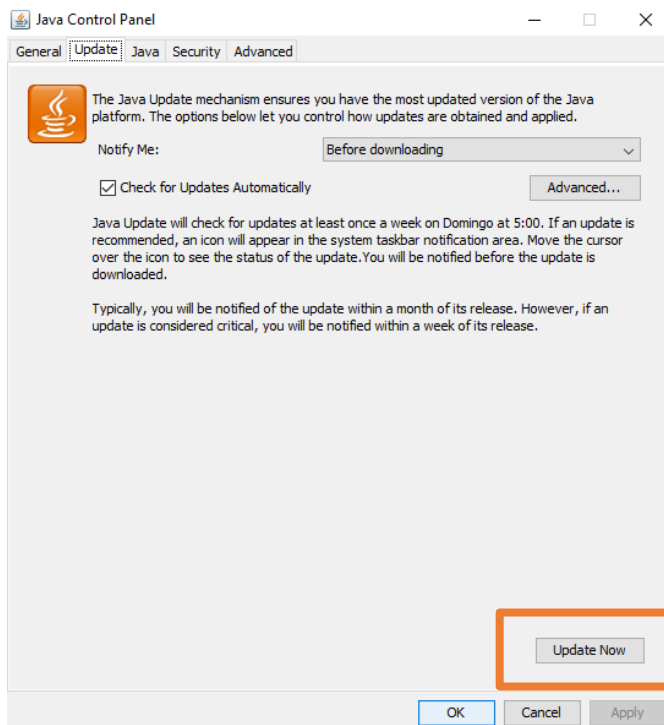 Java Control Panel
General Update Java Security Advanced
The Java Update mechanism ensures you have the most updated version of the Java
platform. The options below let you control how updates are obtained and applied.
Notify Me: Before downloading
Check for Updates Automatically Advanced...
Java Update will check for updates at least once a week on Domingo at 5:00. If an update is
recommended, an icon will appear in the system taskbar notification area. Move the cursor
over the icon to see the status of the update.You will be notified before the update is
downloaded.
Typically, you will be notified of the update within a month of its release. However, if an
update is considered critical, you will be notified within a week of its release.
Update Now
OK Cancel Apply